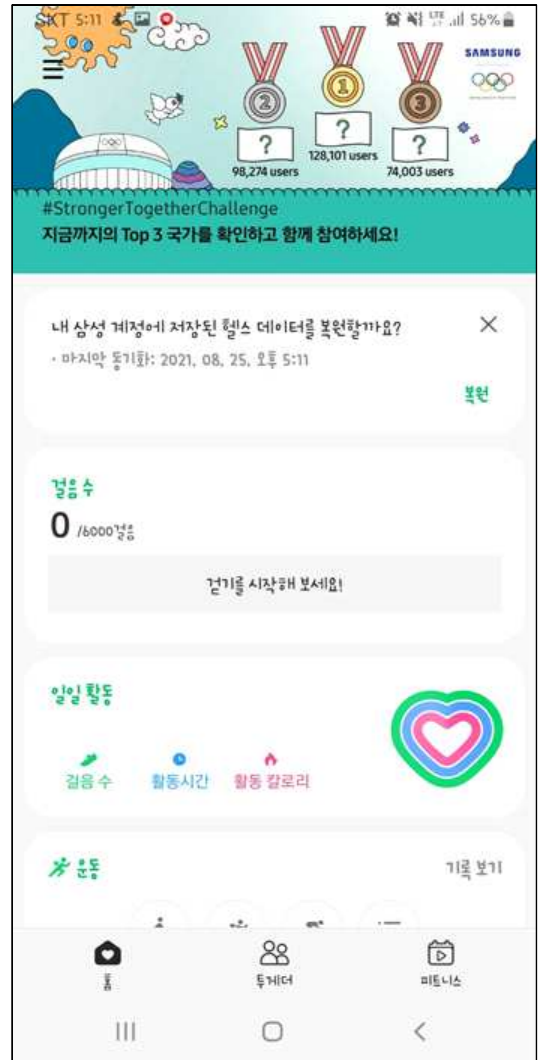 SKT 5:11
LTE 56%
SAMSUNG
2
1
3
?
?
?
98,274 users
128,101 users
74,003 users
#StrongerTogetherChallenge
지금까지의 Top 3 국가를 확인하고 함께 참여하세요!
내 삼성 계정에 저장된 헬스 데이터를 복원할까요?
· 마지막 동기화: 2021, 08, 25, 오후 5:11
복원
걸음 수
0 /6000걸음
걷기를 시작해 보세요!
일일 활동
걸음 수
활동시간
활동 칼로리
운동
기록 보기
홈
투게더
피트니스